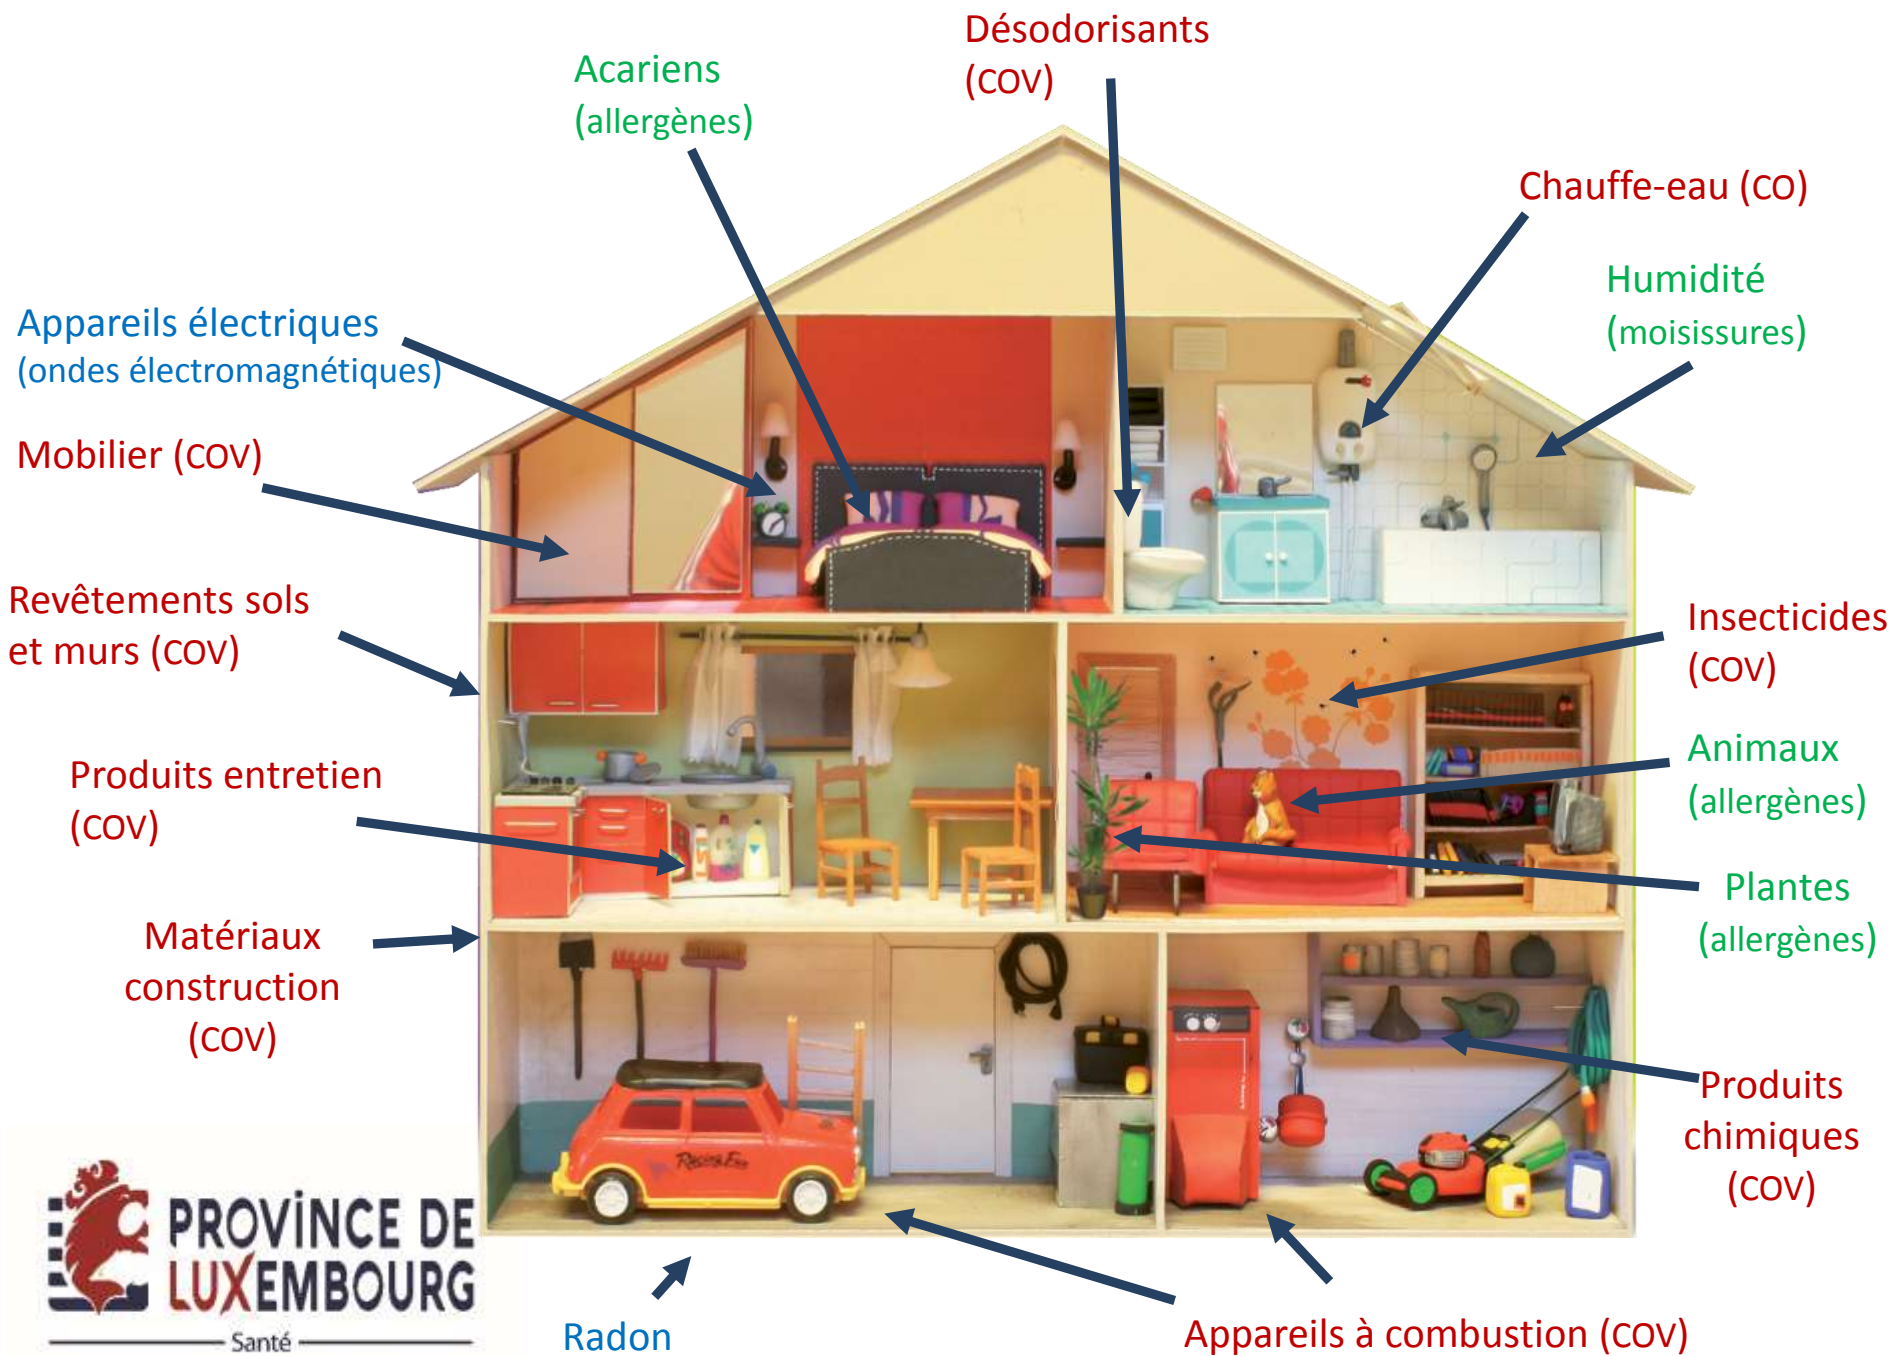 Désodorisants
(COV)
Acariens
(allergènes)
Chauffe-eau (CO)
Humidité
(moisissures)
Appareils électriques
(ondes électromagnétiques)
Mobilier (COV)
Revêtements sols
et murs (COV)
Insecticides
(COV)
Animaux
(allergènes)
Produits entretien
(COV)
Plantes
(allergènes)
Matériaux
construction
(COV)
Produits
chimiques
(COV)
Racing Fun
PROVINCE DE
LUXEMBOURG
Santé
Radon
Appareils à combustion (COV)